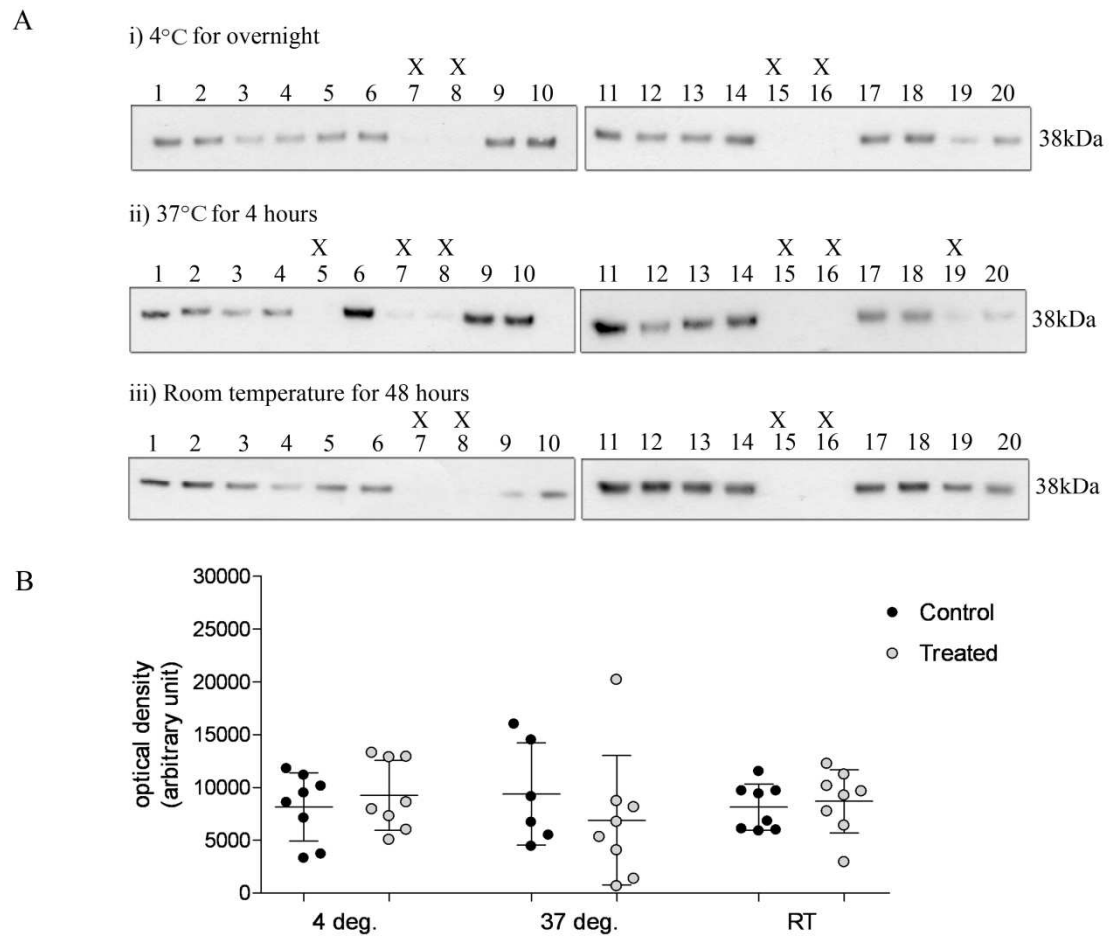 A
i) 4°C for overnight
X X X X
1 2 3 4 5 6 7 8 9 10 11 12 13 14 15 16 17 18 19 20
38kDa
ii) 37°C for 4 hours
X X X X X X
1 2 3 4 5 6 7 8 9 10 11 12 13 14 15 16 17 18 19 20
38kDa
iii) Room temperature for 48 hours
X X X X
1 2 3 4 5 6 7 8 9 10 11 12 13 14 15 16 17 18 19 20
38kDa
B
optical density
(arbitrary unit)
30000
25000
20000
15000
10000
5000
0
4 deg. 37 deg. RT
Control
Treated